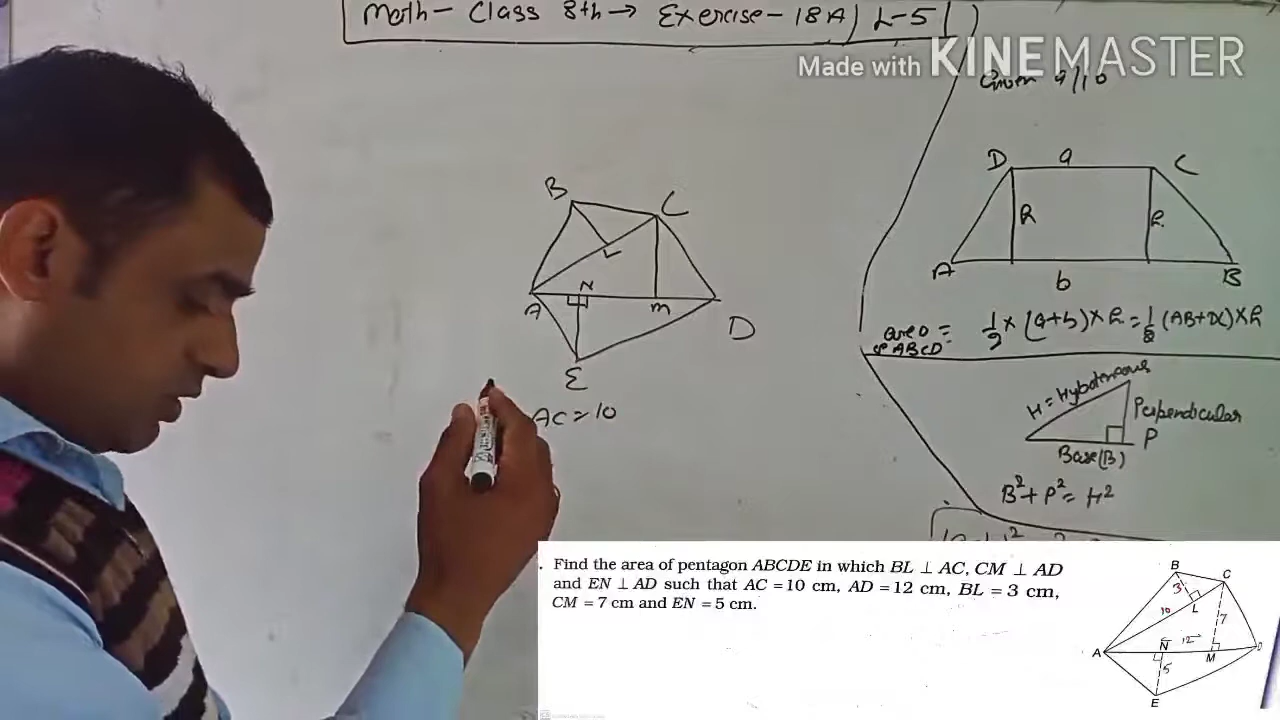 Math - Class 8th → Exercise - 18A) L-5
Made with KINEMASTER
D a C
h h
A b B
area of ABCD = 1/2 × (a+b) × h = 1/2 (AB+DC) × h
B C
L
A N M D
E
AC = 10
H = Hybotenous
Perpendicular
P
Base(B)
B² + P² = H²
. Find the area of pentagon ABCDE in which BL ⊥ AC, CM ⊥ AD
and EN ⊥ AD such that AC = 10 cm, AD = 12 cm, BL = 3 cm,
CM = 7 cm and EN = 5 cm.
B C
3
10 L 7
A N 12 M D
5
E